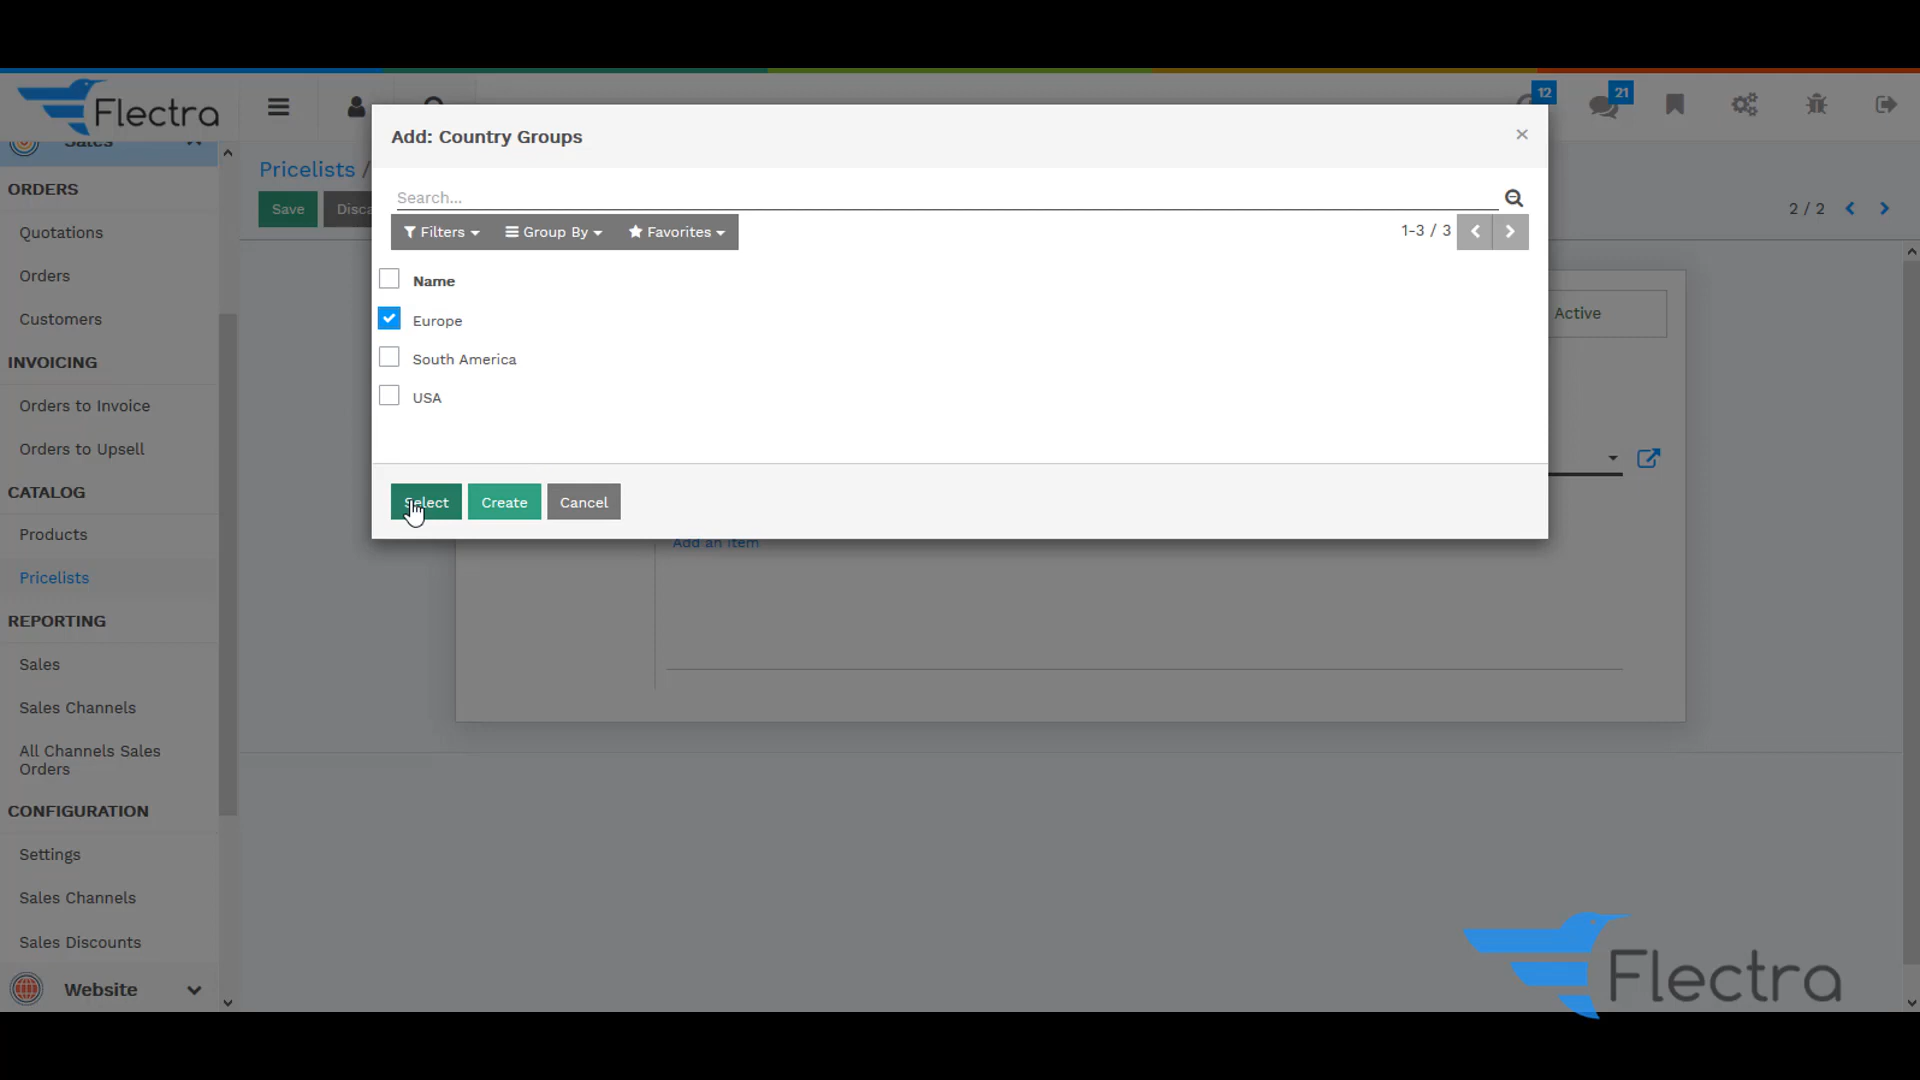 12
21
Flectra
Sales
Add: Country Groups
×
ORDERS
Pricelists /
Search...
Save
Disca
2 / 2
Quotations
Filters
Group By
Favorites
1-3 / 3
Orders
Name
Active
Customers
Europe
INVOICING
South America
Orders to Invoice
USA
Orders to Upsell
CATALOG
Select
Create
Cancel
Products
Add an item
Pricelists
REPORTING
Sales
Sales Channels
All Channels Sales
Orders
CONFIGURATION
Settings
Sales Channels
Sales Discounts
Website
Flectra